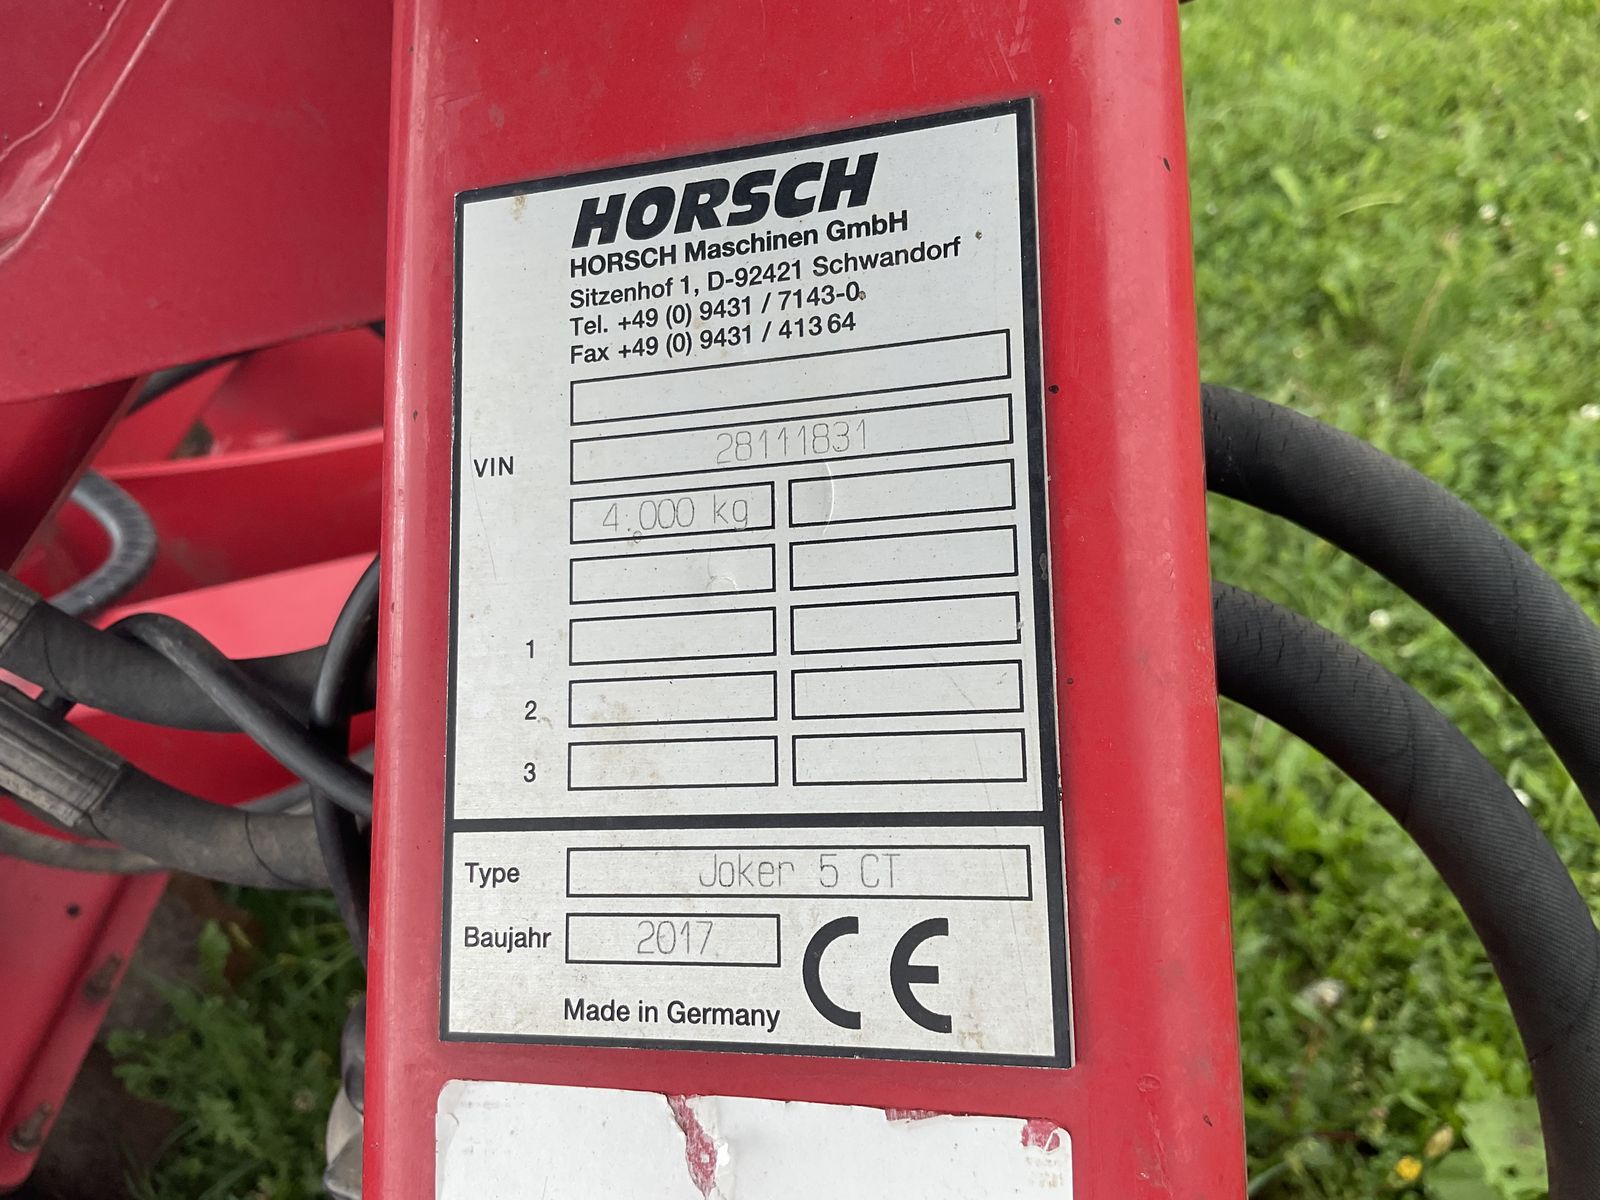 HORSCH
HORSCH Maschinen GmbH
Sitzenhof 1, D-92421 Schwandorf
Tel. +49 (0) 9431 / 7143-0
Fax +49 (0) 9431 / 413 64
VIN 28111831
4.000 kg
1
2
3
Type Joker 5 CT
Baujahr 2017
CE
Made in Germany